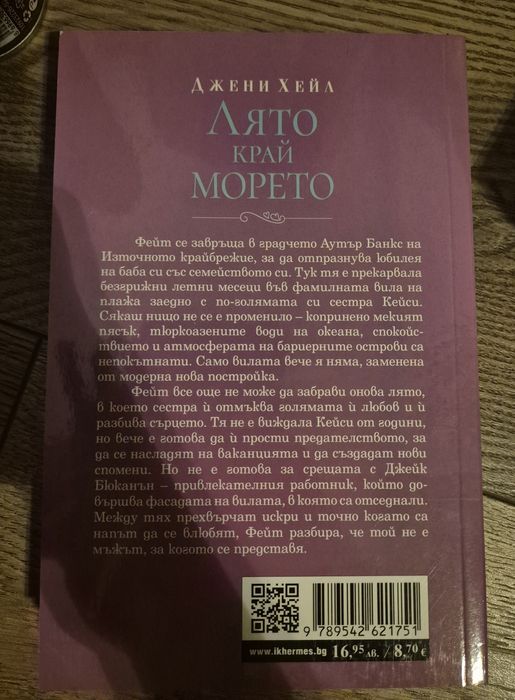 Джени Хейл
Лято
край
морето
Фейт се завръща в градчето Аутър Банкс на
Източното крайбрежие, за да отпразнува юбилея
на баба си със семейството си. Тук тя е прекарвала
безгрижни летни месеци във фамилната вила на
плажа заедно с по-голямата си сестра Кейси.
Сякаш нищо не се е променило – копринено мекият
пясък, тюркоазените води на океана, спокойс-
твието и атмосферата на бариерните острови са
непокътнати. Само вилата вече я няма, заменена
от модерна нова постройка.
Фейт все още не може да забрави онова лято,
в което сестра ѝ отмъква голямата ѝ любов и ѝ
разбива сърцето. Тя не е виждала Кейси от години,
но вече е готова да ѝ прости предателството, за
да се насладят на ваканцията и да създадат нови
спомени. Но не е готова за срещата с Джейк
Бюканън – привлекателния работник, който до-
вършва фасадата на вилата, в която са отседнали.
Между тях прехвърчат искри и точно когато са
напът да се влюбят, Фейт разбира, че той не е
мъжът, за когото се представя.
9 789542 621751
www.ikhermes.bg 16,95 лв. / 8,70 €